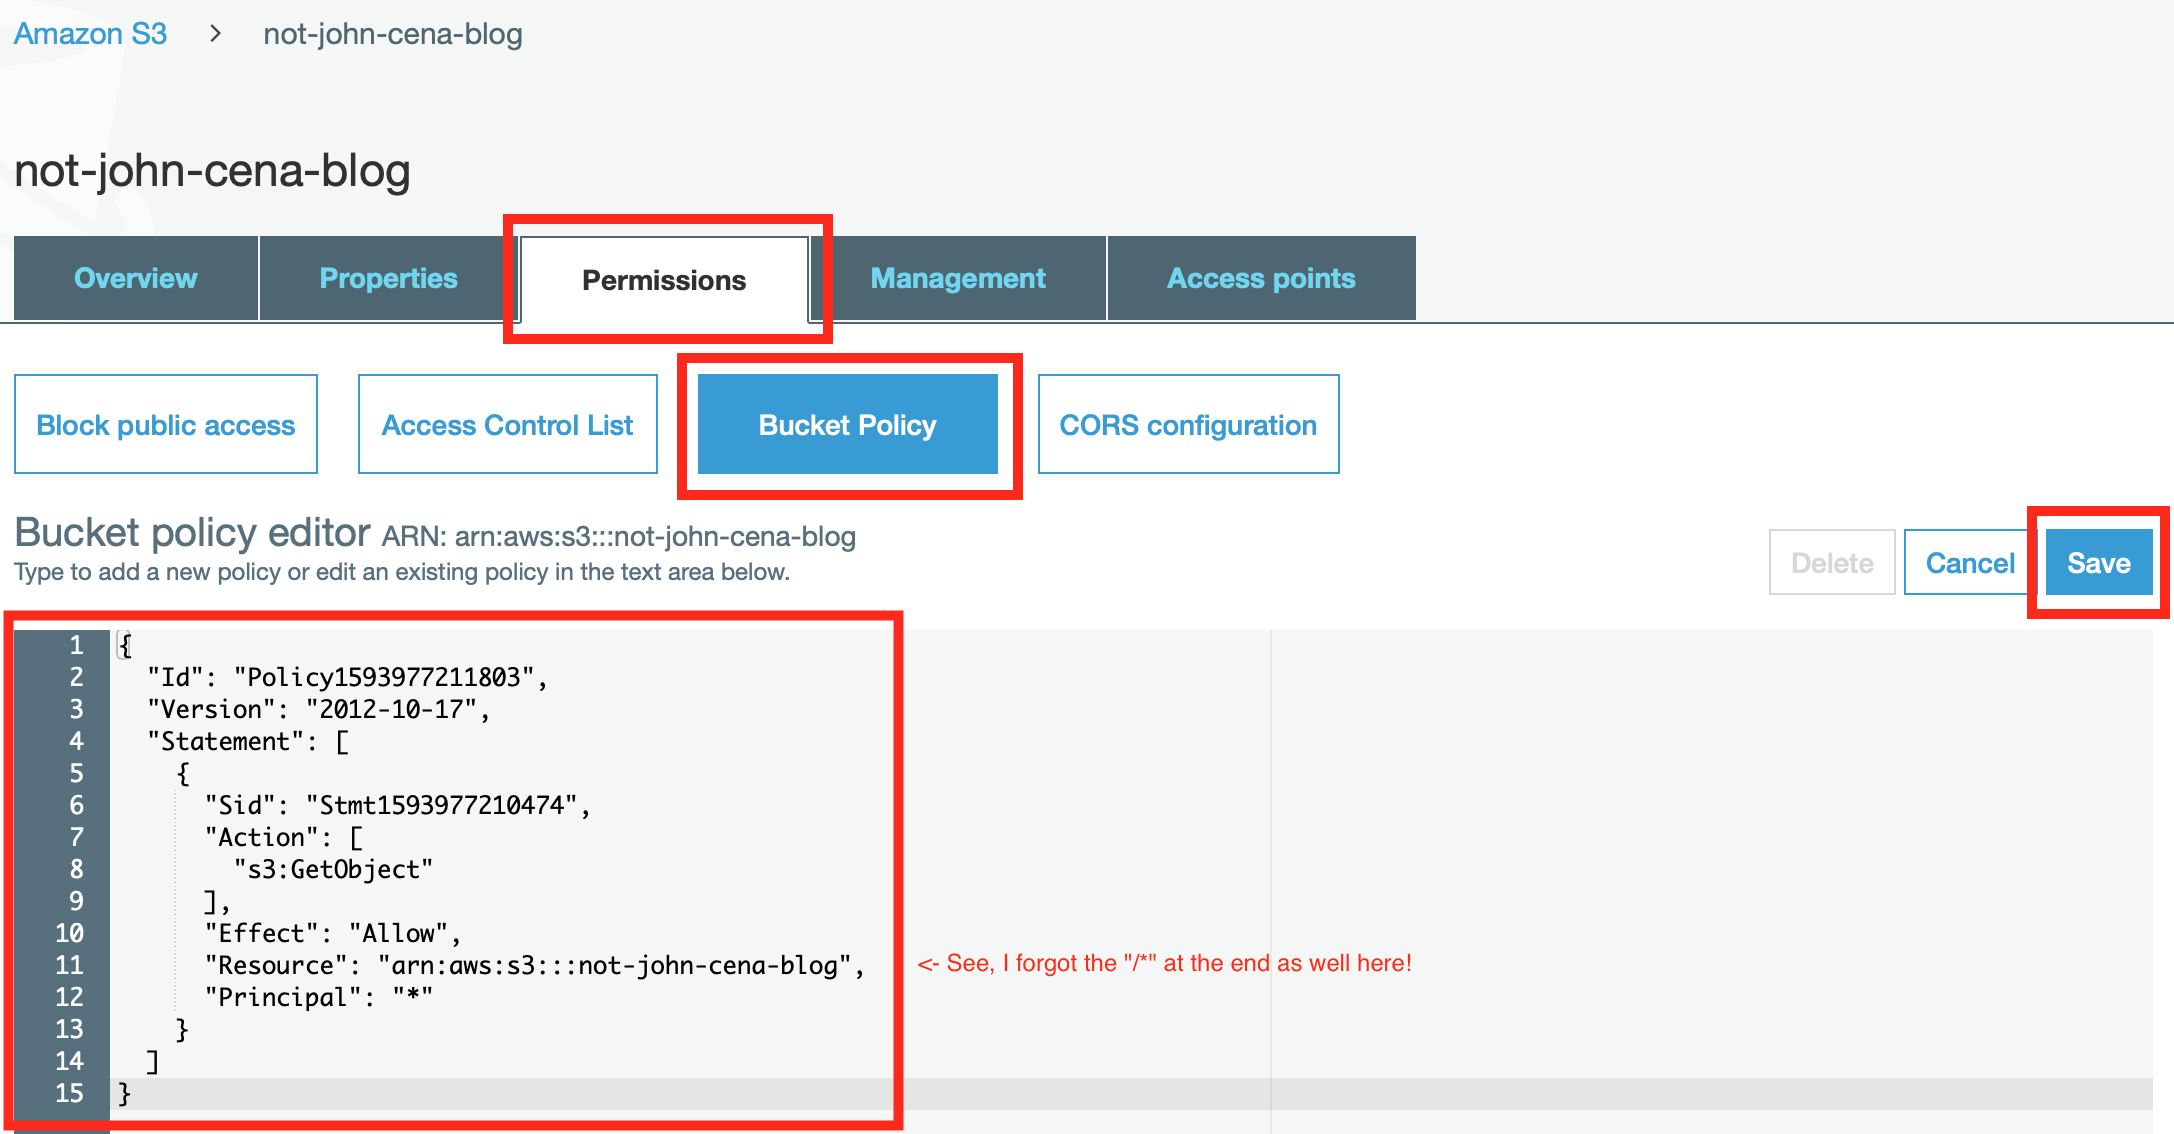 Amazon S3 > not-john-cena-blog
not-john-cena-blog
Overview Properties Permissions Management Access points
Block public access Access Control List Bucket Policy CORS configuration
Bucket policy editor ARN: arn:aws:s3:::not-john-cena-blog
Type to add a new policy or edit an existing policy in the text area below.
Delete Cancel Save
1 {
2 "Id": "Policy1593977211803",
3 "Version": "2012-10-17",
4 "Statement": [
5 {
6 "Sid": "Stmt1593977210474",
7 "Action": [
8 "s3:GetObject"
9 ],
10 "Effect": "Allow",
11 "Resource": "arn:aws:s3:::not-john-cena-blog", <- See, I forgot the "/*" at the end as well here!
12 "Principal": "*"
13 }
14 ]
15 }